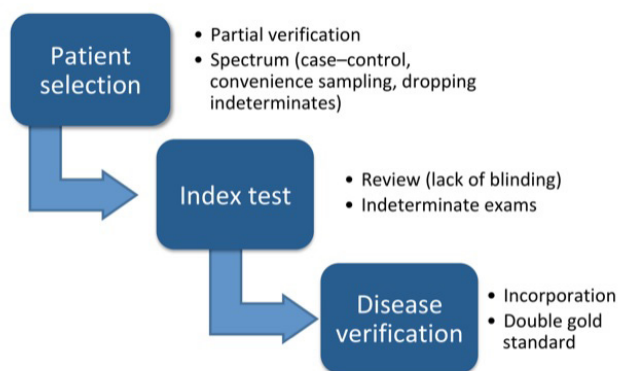 Patient
selection
• Partial verification
• Spectrum (case–control,
convenience sampling, dropping
indeterminates)
Index test
• Review (lack of blinding)
• Indeterminate exams
Disease
verification
• Incorporation
• Double gold
standard